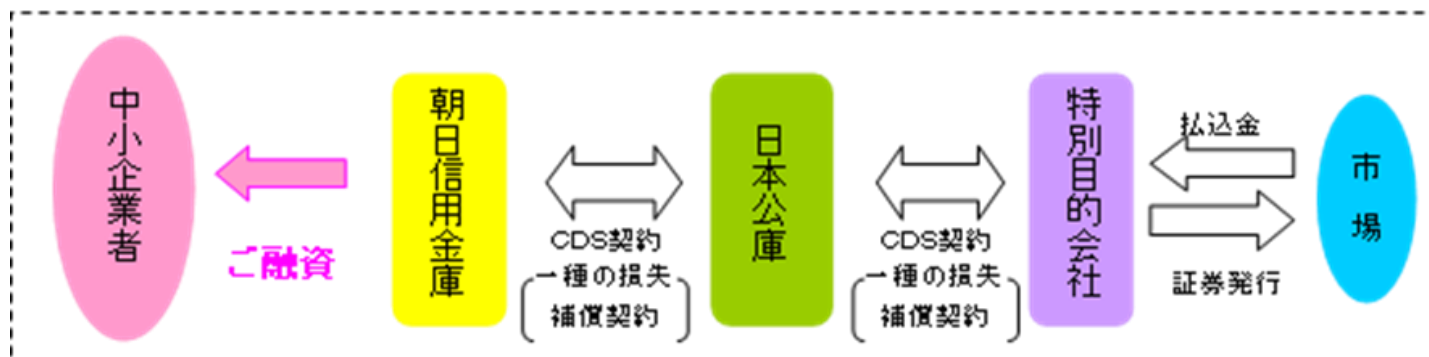 中小企業者
ご融資
朝日信用金庫
CDS契約
一種の損失
補償契約
日本公庫
CDS契約
一種の損失
補償契約
特別目的会社
払込金
証券発行
市場